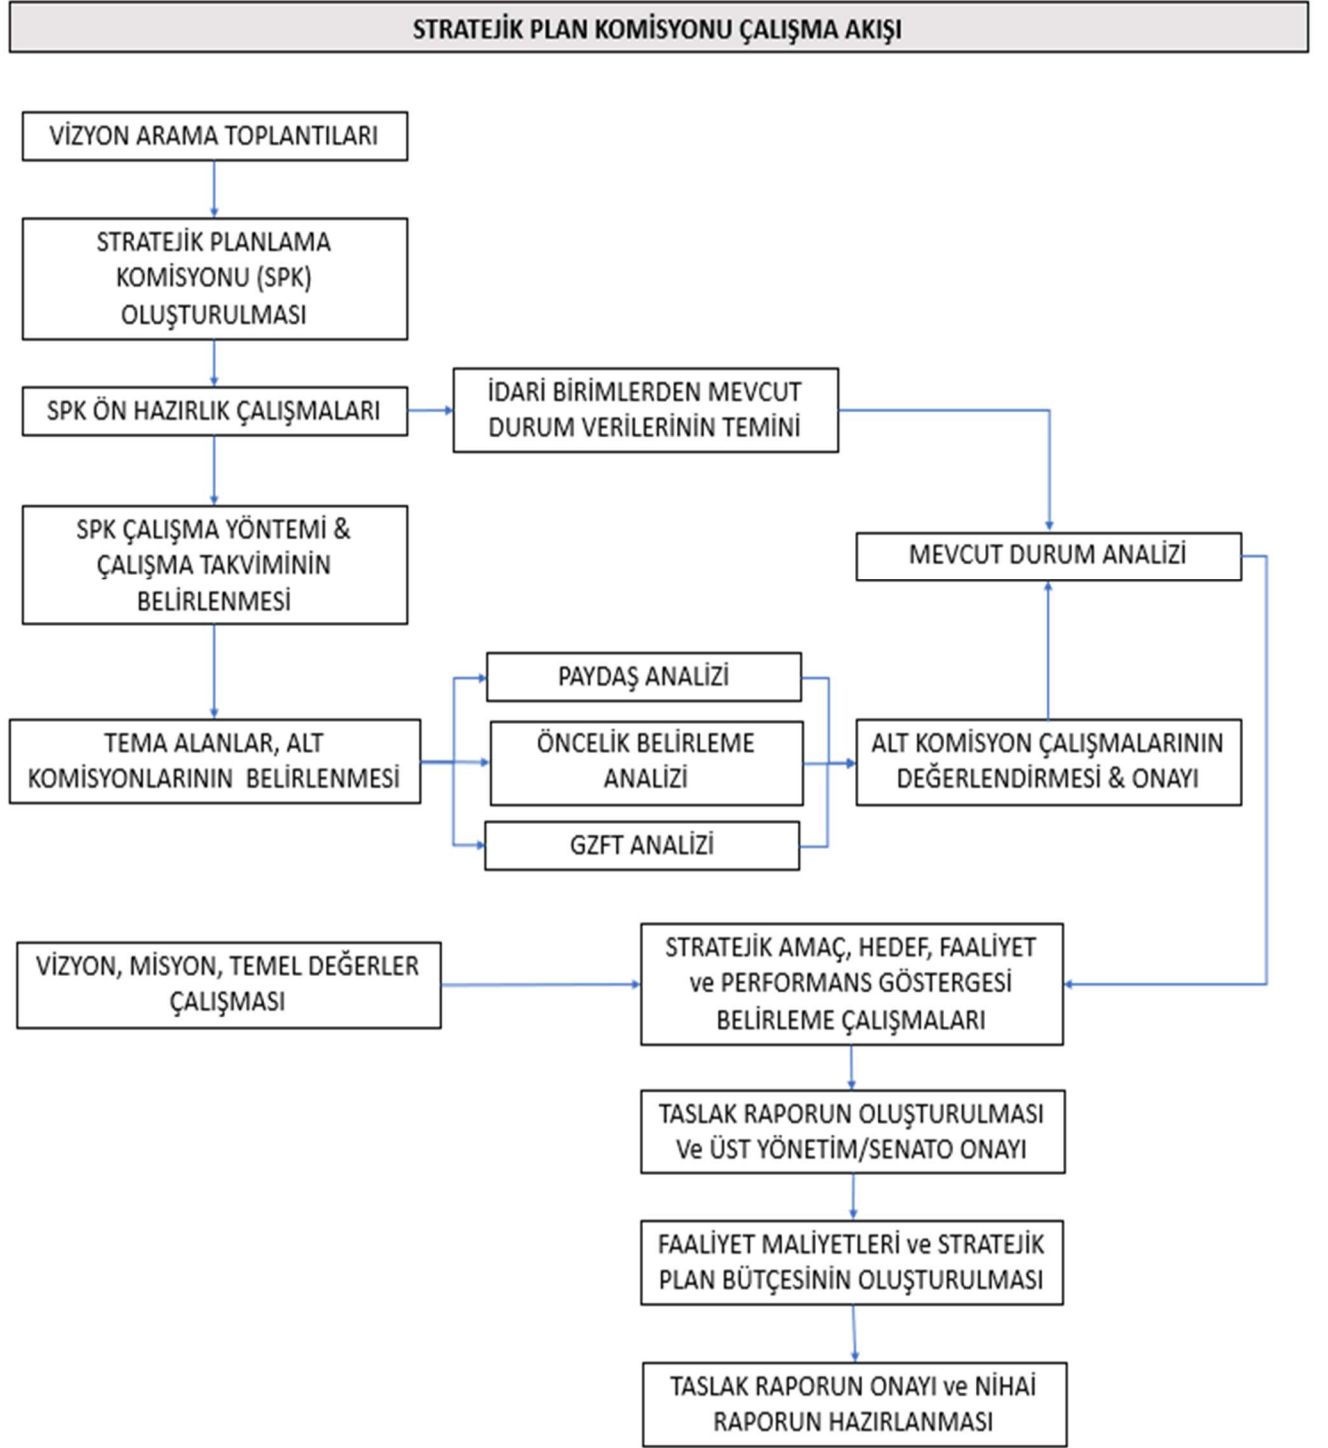 STRATEJİK PLAN KOMİSYONU ÇALIŞMA AKIŞI
VİZYON ARAMA TOPLANTILARI
STRATEJİK PLANLAMA
KOMİSYONU (SPK)
OLUŞTURULMASI
SPK ÖN HAZIRLIK ÇALIŞMALARI
İDARİ BİRİMLERDEN MEVCUT
DURUM VERİLERİNİN TEMİNİ
SPK ÇALIŞMA YÖNTEMİ &
ÇALIŞMA TAKVİMİNİN
BELİRLENMESİ
MEVCUT DURUM ANALİZİ
TEMA ALANLAR, ALT
KOMİSYONLARININ BELİRLENMESİ
PAYDAŞ ANALİZİ
ÖNCELİK BELİRLEME
ANALİZİ
GZFT ANALİZİ
ALT KOMİSYON ÇALIŞMALARININ
DEĞERLENDİRMESİ & ONAYI
VİZYON, MİSYON, TEMEL DEĞERLER
ÇALIŞMASI
STRATEJİK AMAÇ, HEDEF, FAALİYET
ve PERFORMANS GÖSTERGESİ
BELİRLEME ÇALIŞMALARI
TASLAK RAPORUN OLUŞTURULMASI
Ve ÜST YÖNETİM/SENATO ONAYI
FAALİYET MALİYETLERİ ve STRATEJİK
PLAN BÜTÇESİNİN OLUŞTURULMASI
TASLAK RAPORUN ONAYI ve NİHAİ
RAPORUN HAZIRLANMASI